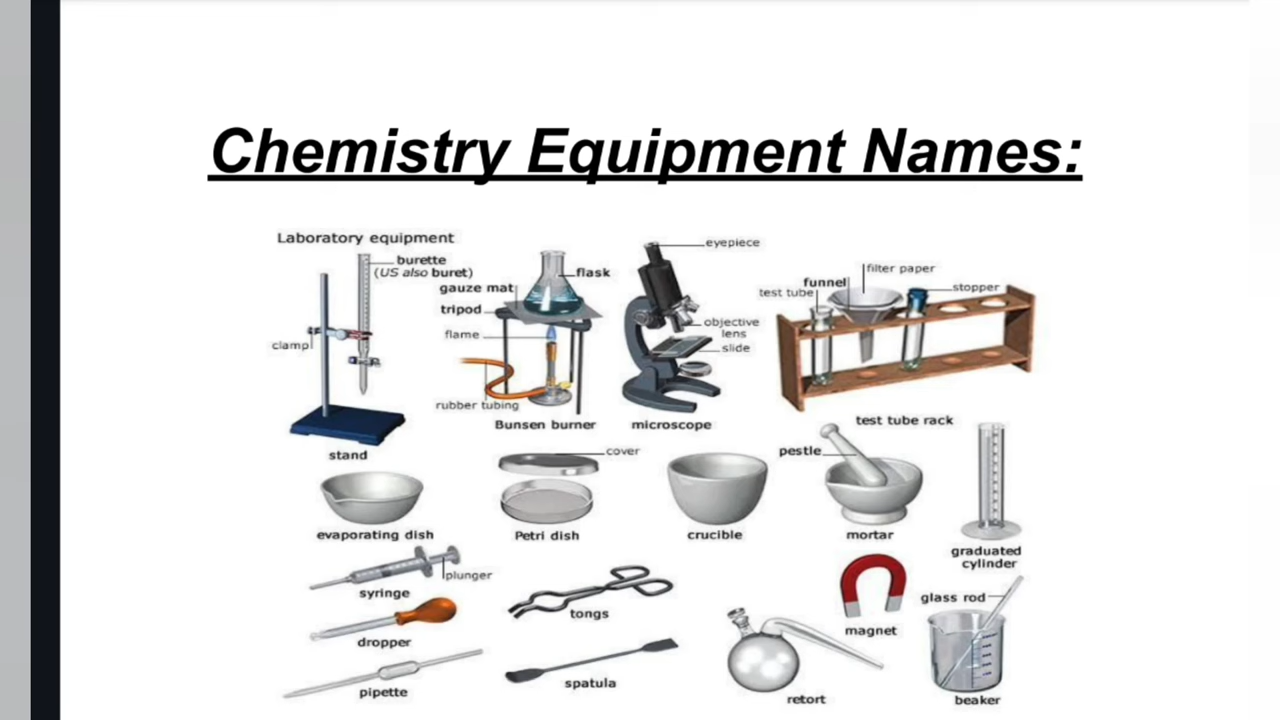 Chemistry Equipment Names:
Laboratory equipment
burette
(US also buret)
clamp
stand
flask
gauze mat
tripod
flame
rubber tubing
Bunsen burner
eyepiece
objective
lens
slide
microscope
filter paper
funnel
test tube
stopper
test tube rack
evaporating dish
cover
Petri dish
crucible
pestle
mortar
graduated
cylinder
plunger
syringe
dropper
pipette
tongs
spatula
magnet
retort
glass rod
beaker